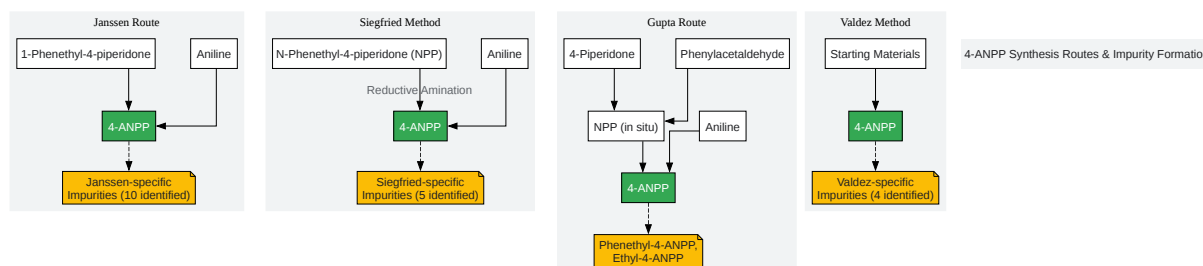 Janssen Route
1-Phenethyl-4-piperidone
Aniline
4-ANPP
Janssen-specific
Impurities (10 identified)
Siegfried Method
N-Phenethyl-4-piperidone (NPP)
Aniline
Reductive Amination
4-ANPP
Siegfried-specific
Impurities (5 identified)
Gupta Route
4-Piperidone
Phenylacetaldehyde
NPP (in situ)
Aniline
4-ANPP
Phenethyl-4-ANPP,
Ethyl-4-ANPP
Valdez Method
Starting Materials
4-ANPP
Valdez-specific
Impurities (4 identified)
4-ANPP Synthesis Routes & Impurity Formatio